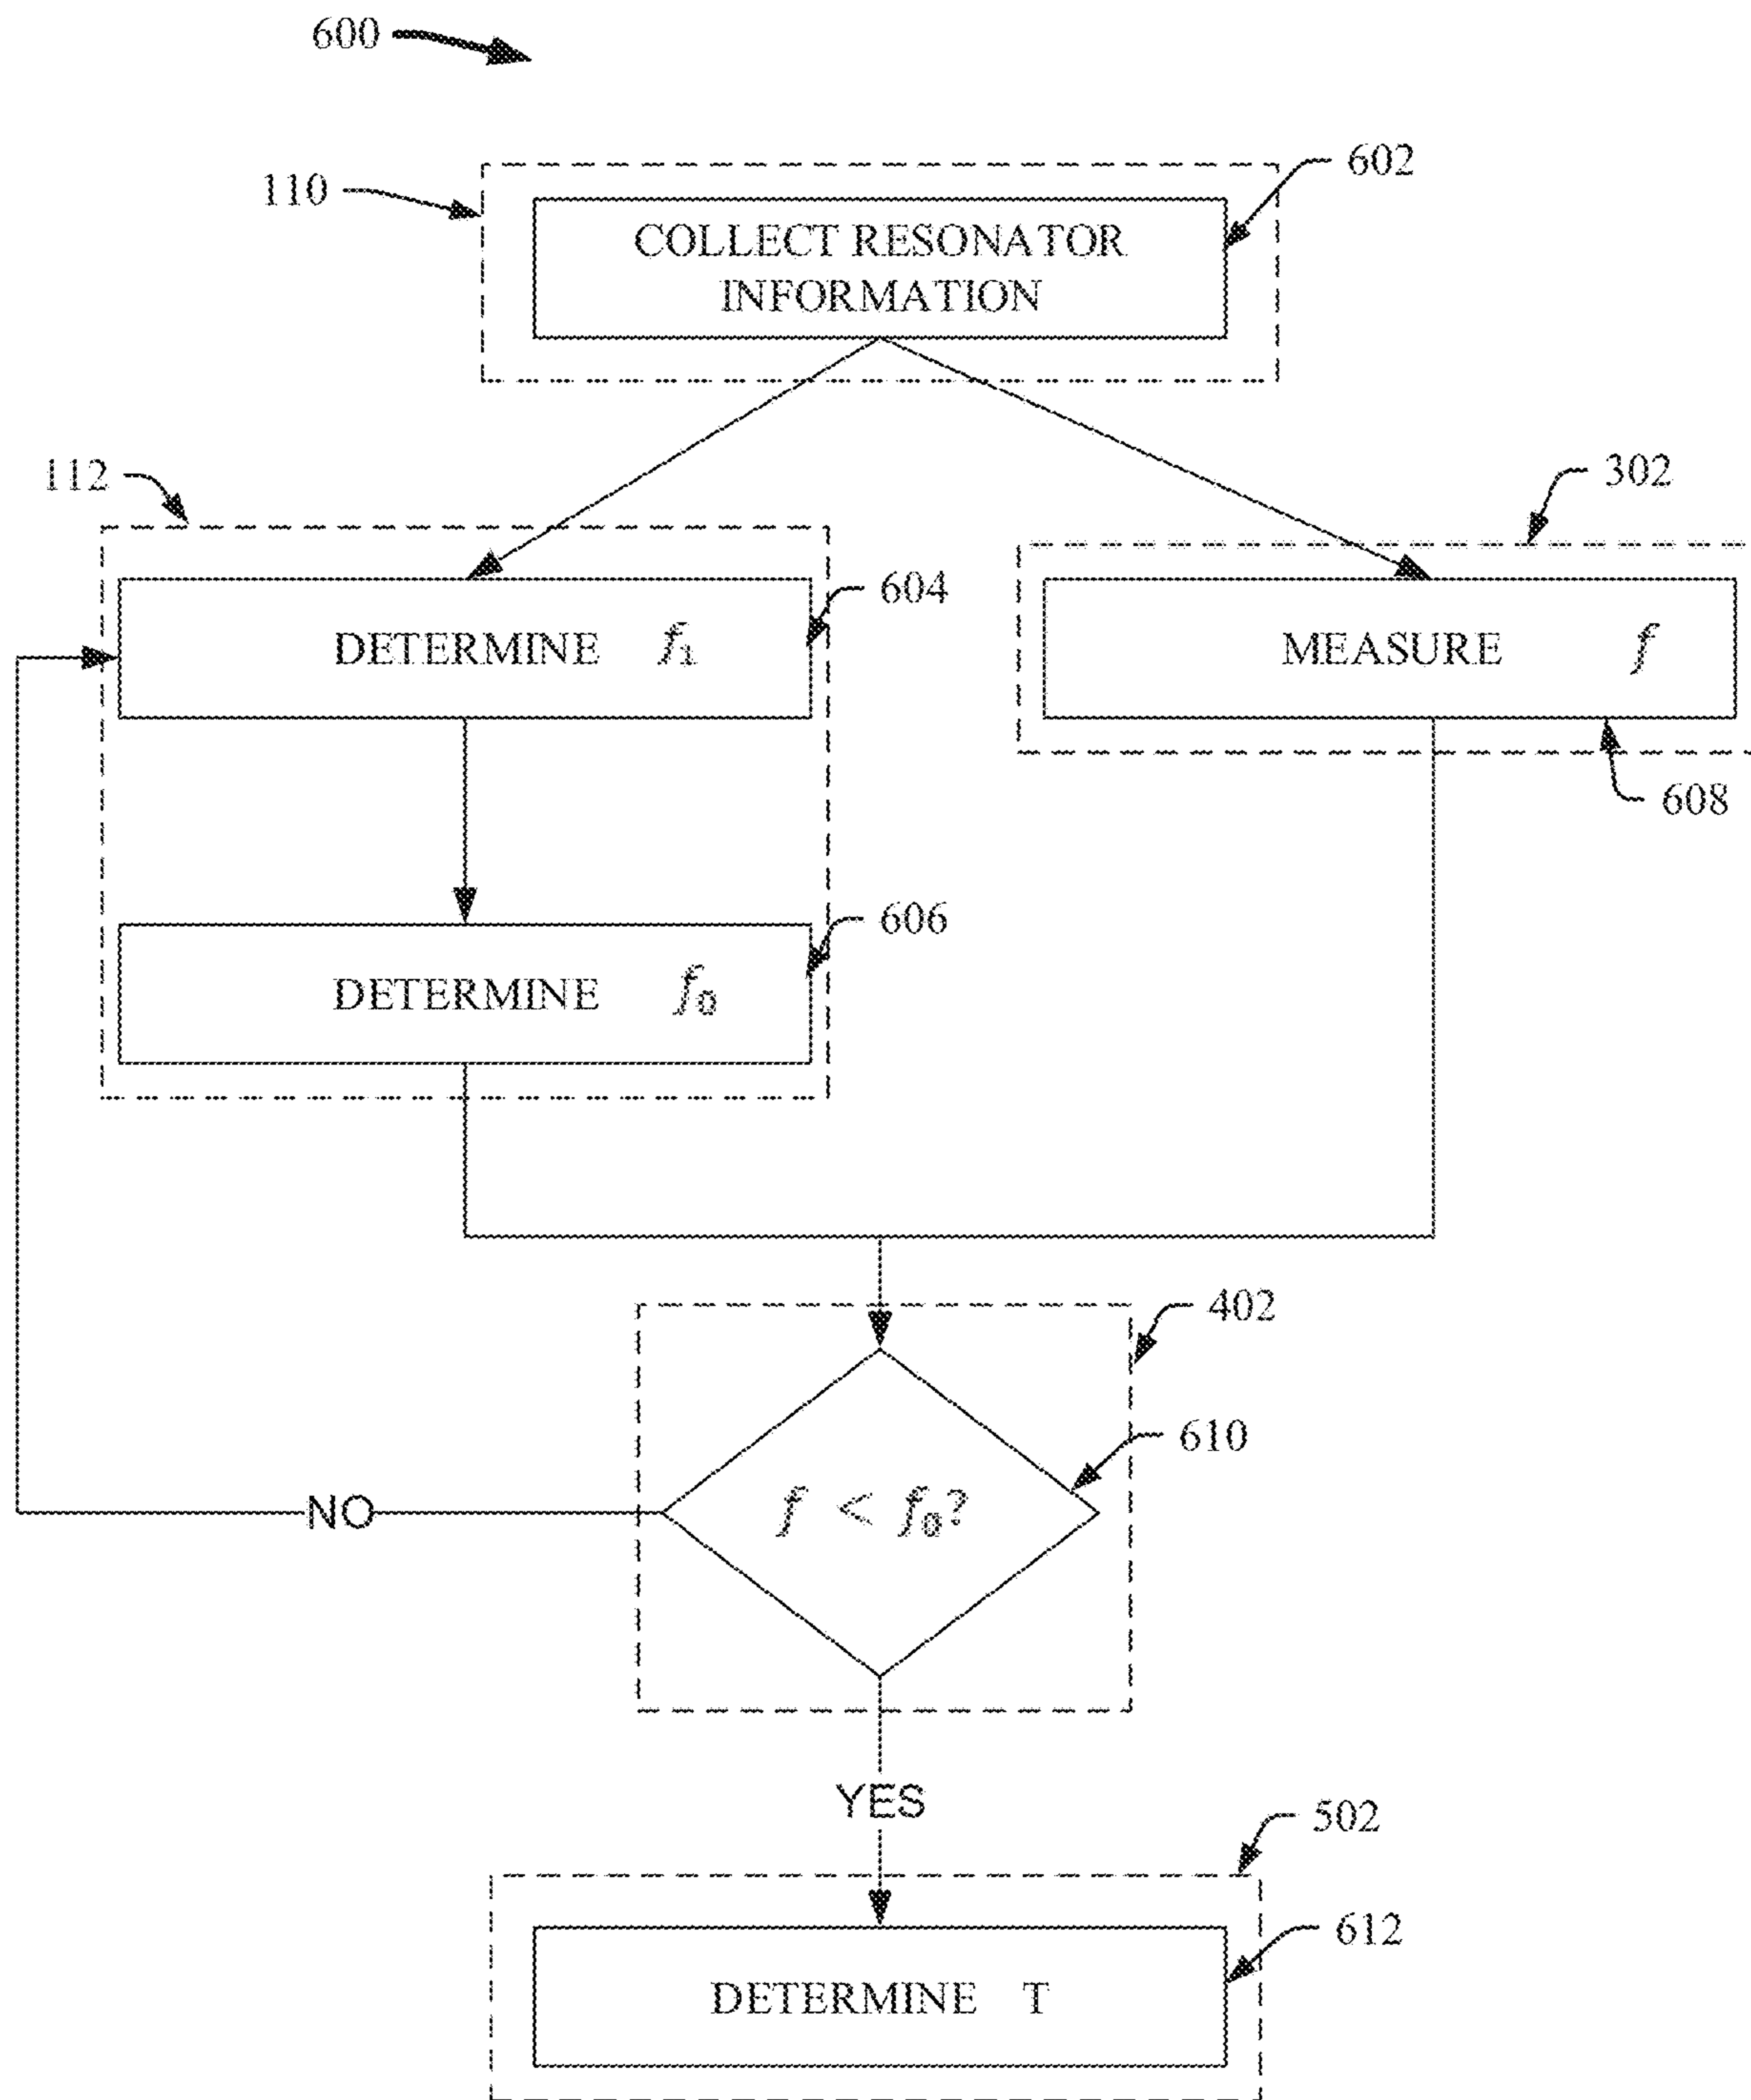 600
110
602
COLLECT RESONATOR
INFORMATION
112
302
604
DETERMINE f₁
MEASURE f
608
606
DETERMINE f₀
402
610
f < f₀?
NO
YES
502
612
DETERMINE T